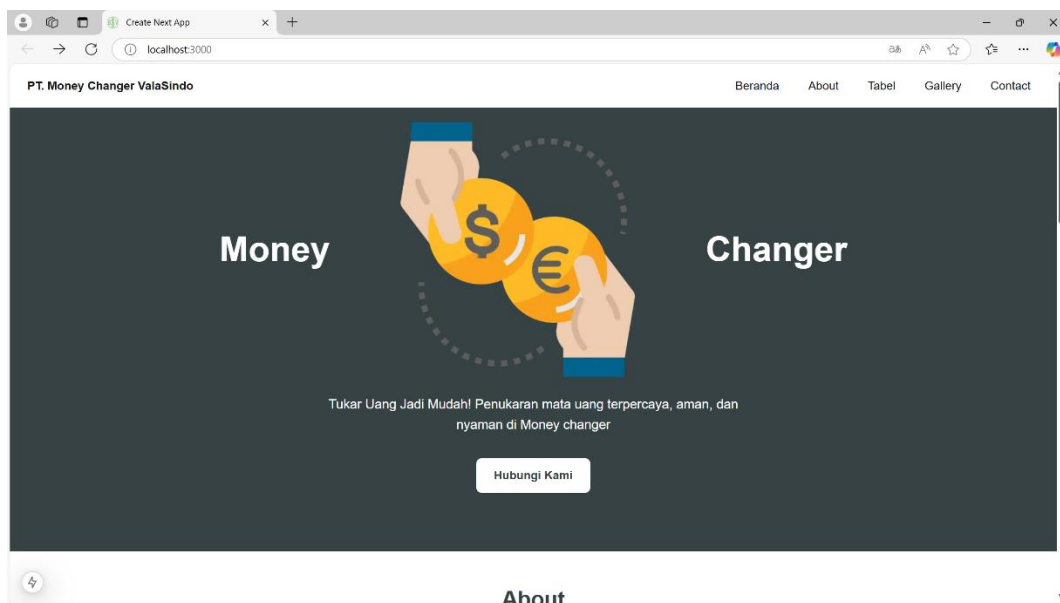 Create Next App
localhost:3000
PT. Money Changer ValaSindo
Beranda About Tabel Gallery Contact
Money Changer
$
€
Tukar Uang Jadi Mudah! Penukaran mata uang terpercaya, aman, dan
nyaman di Money changer
Hubungi Kami
About